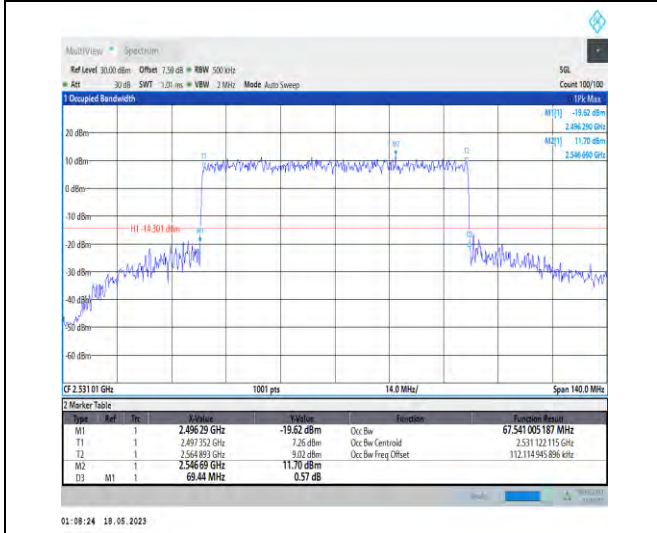 MultiView Spectrum
Ref Level 30.00 dBm Offset 7.59 dB RBW 500 kHz SGL
Att 30 dB SWT 1.01 ms VBW 2 MHz Mode Auto Sweep Count 100/100
1 Occupied Bandwidth 1Pk Max
M1[1] -19.62 dBm
2.496 290 GHz
M2[1] 11.70 dBm
2.546 690 GHz
20 dBm
T1 M2 T2
10 dBm
0 dBm
-10 dBm
H1 -14.301 dBm
M1
-20 dBm
-30 dBm
-40 dBm
-50 dBm
-60 dBm
CF 2.531 01 GHz 1001 pts 14.0 MHz/ Span 140.0 MHz
2 Marker Table
Type Ref Trc X-Value Y-Value Function Function Result
M1 1 2.496 29 GHz -19.62 dBm Occ Bw 67.541 005 187 MHz
T1 1 2.497 352 GHz 7.26 dBm Occ Bw Centroid 2.531 122 115 GHz
T2 1 2.564 893 GHz 9.02 dBm Occ Bw Freq Offset 112.114 945 896 kHz
M2 1 2.546 69 GHz 11.70 dBm
D3 M1 1 69.44 MHz 0.57 dB
01:08:24 18.05.2023